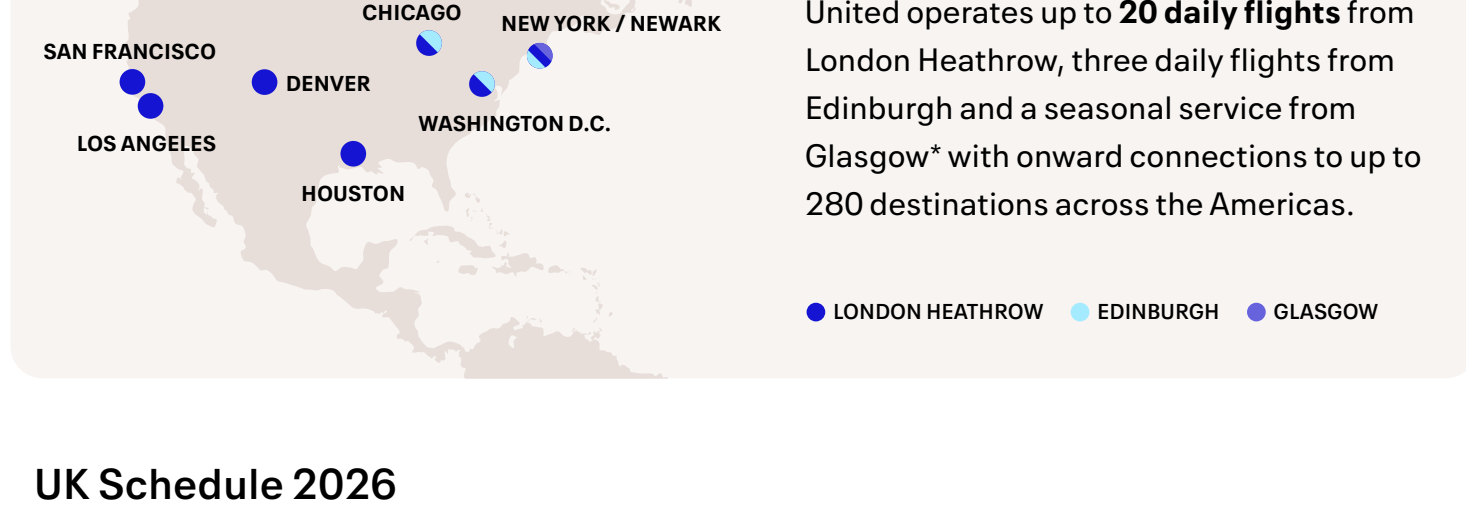 CHICAGO
NEW YORK / NEWARK
SAN FRANCISCO
DENVER
WASHINGTON D.C.
LOS ANGELES
HOUSTON
United operates up to 20 daily flights from
London Heathrow, three daily flights from
Edinburgh and a seasonal service from
Glasgow* with onward connections to up to
280 destinations across the Americas.
LONDON HEATHROW EDINBURGH GLASGOW
UK Schedule 2026